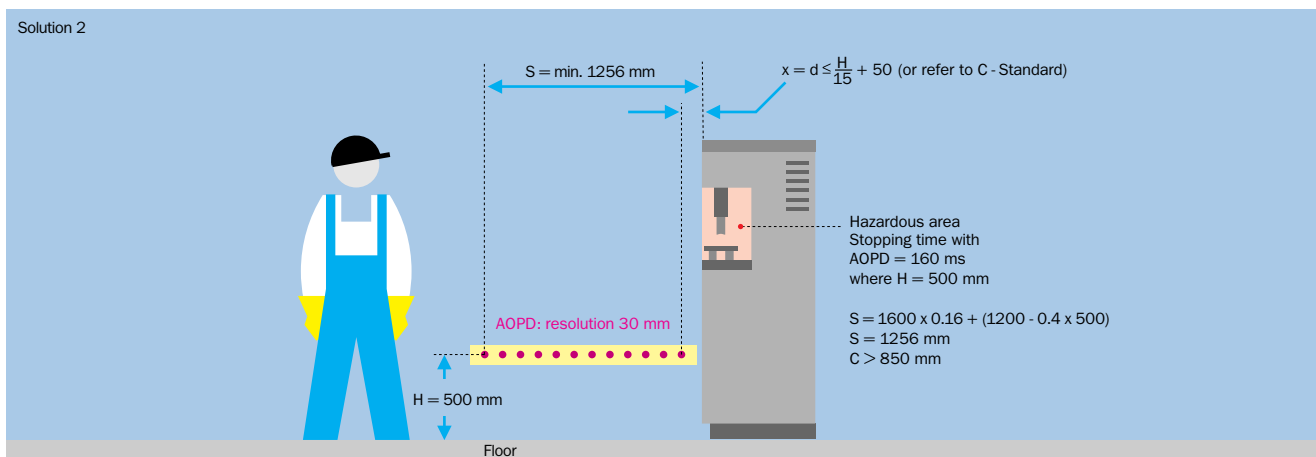 Solution 2
S = min. 1256 mm
x = d ≤ H/15 + 50 (or refer to C - Standard)
Hazardous area
Stopping time with
AOPD = 160 ms
where H = 500 mm
S = 1600 x 0.16 + (1200 - 0.4 x 500)
S = 1256 mm
C > 850 mm
AOPD: resolution 30 mm
H = 500 mm
Floor